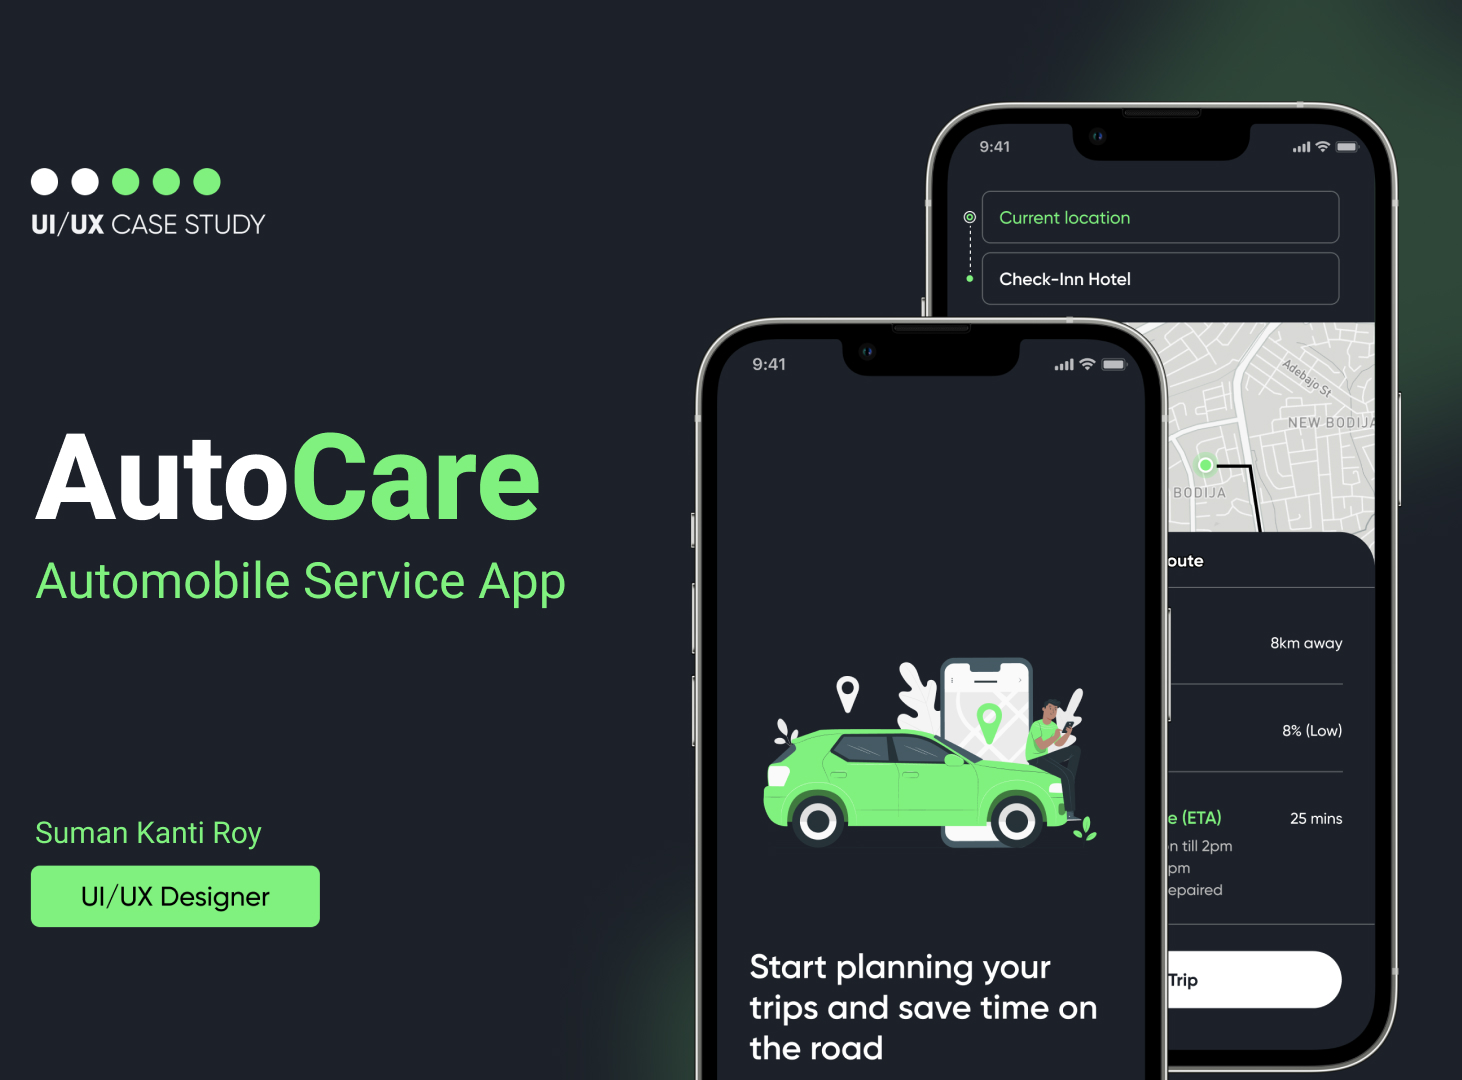 UI/UX CASE STUDY
AutoCare
Automobile Service App
Suman Kanti Roy
UI/UX Designer
9:41
Start planning your
trips and save time on
the road
9:41
Current location
Check-Inn Hotel
Adebajo St
NEW BODIJA
BODIJA
8km away
8% (Low)
(ETA)
25 mins
till 2pm
pm
Trip